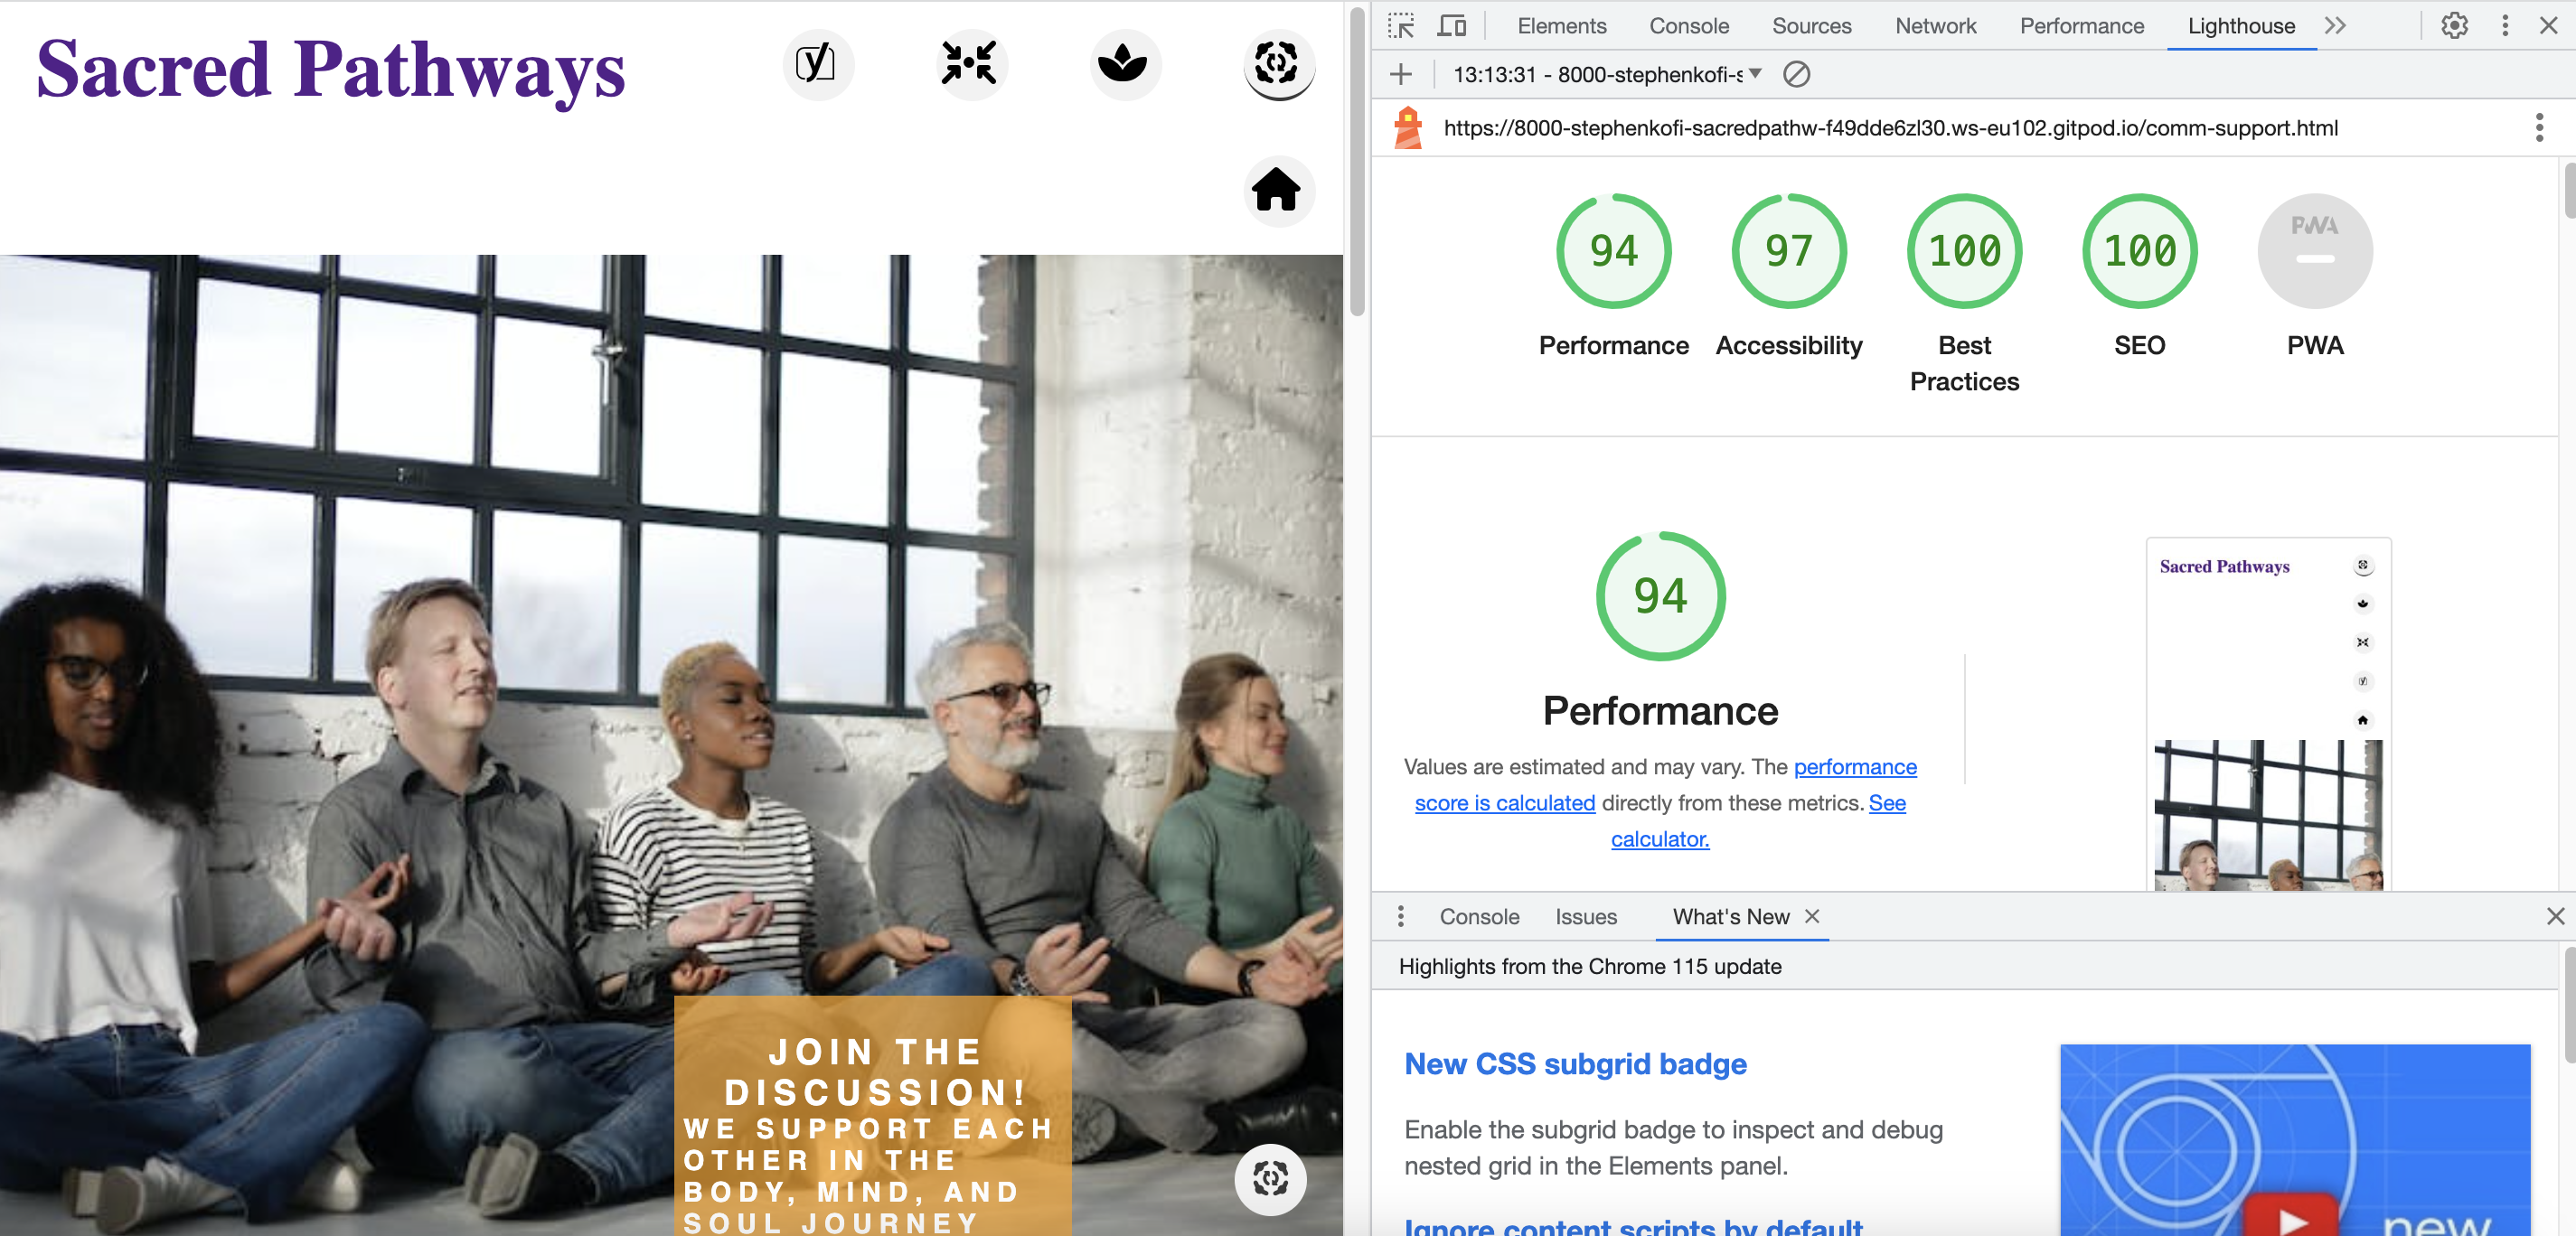 Sacred Pathways
JOIN THE
DISCUSSION!
WE SUPPORT EACH
OTHER IN THE
BODY, MIND, AND
SOUL JOURNEY
Elements Console Sources Network Performance Lighthouse
13:13:31 - 8000-stephenkofi-s
https://8000-stephenkofi-sacredpathw-f49dde6zl30.ws-eu102.gitpod.io/comm-support.html
94 97 100 100 PWA
Performance Accessibility Best Practices SEO PWA
94
Performance
Values are estimated and may vary. The performance
score is calculated directly from these metrics. See
calculator.
Sacred Pathways
Console Issues What's New
Highlights from the Chrome 115 update
New CSS subgrid badge
Enable the subgrid badge to inspect and debug
nested grid in the Elements panel.
Ignore content scripts by default
new